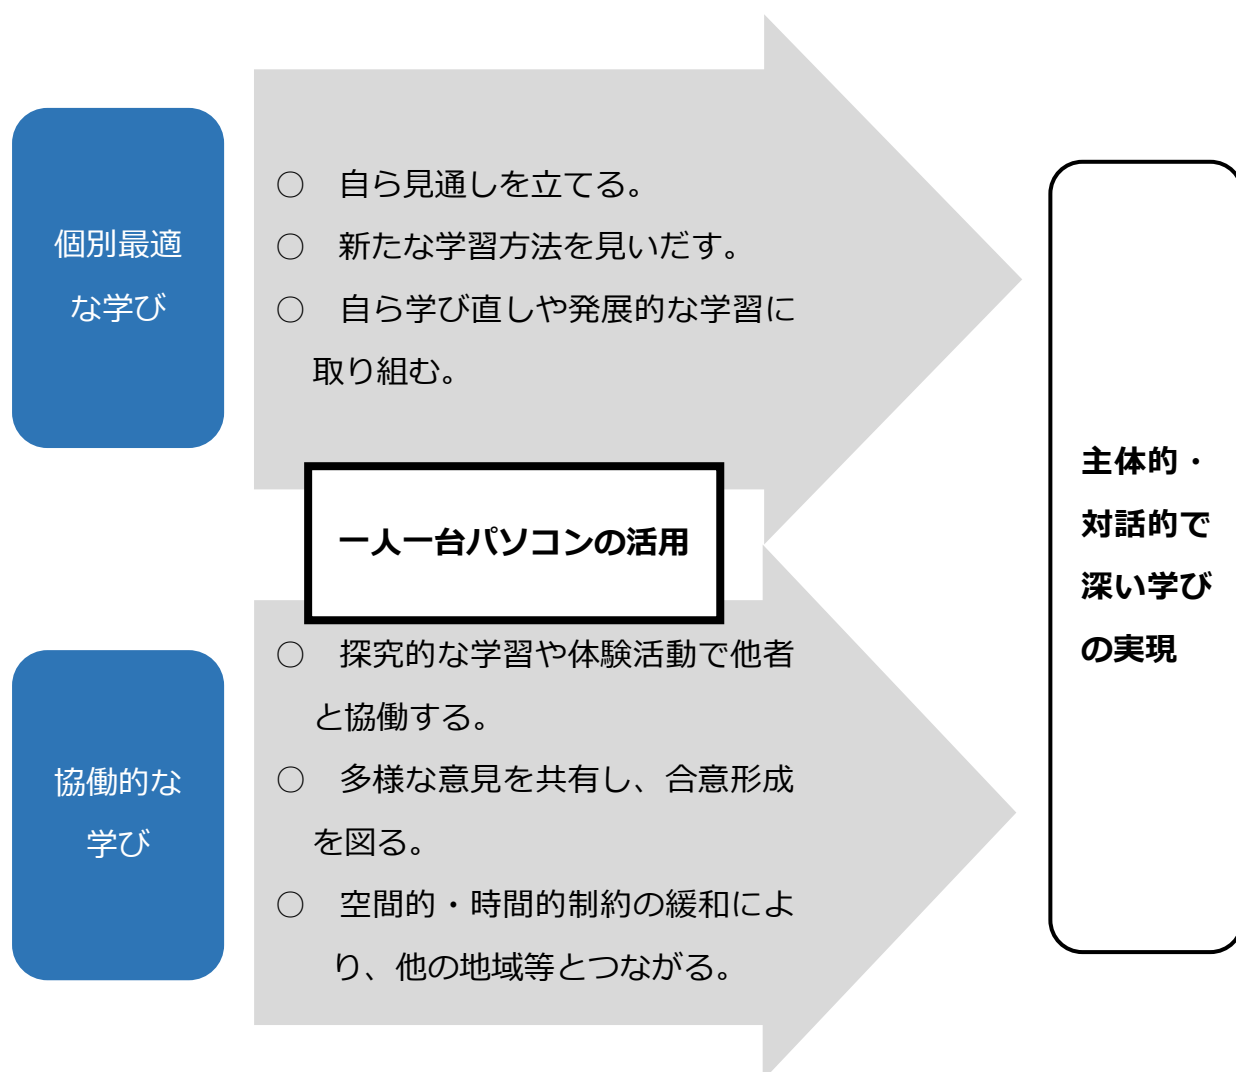 個別最適
な学び
○　自ら見通しを立てる。
○　新たな学習方法を見いだす。
○　自ら学び直しや発展的な学習に
取り組む。
一人一台パソコンの活用
協働的な
学び
○　探究的な学習や体験活動で他者
と協働する。
○　多様な意見を共有し、合意形成
を図る。
○　空間的・時間的制約の緩和によ
り、他の地域等とつながる。
主体的・
対話的で
深い学び
の実現